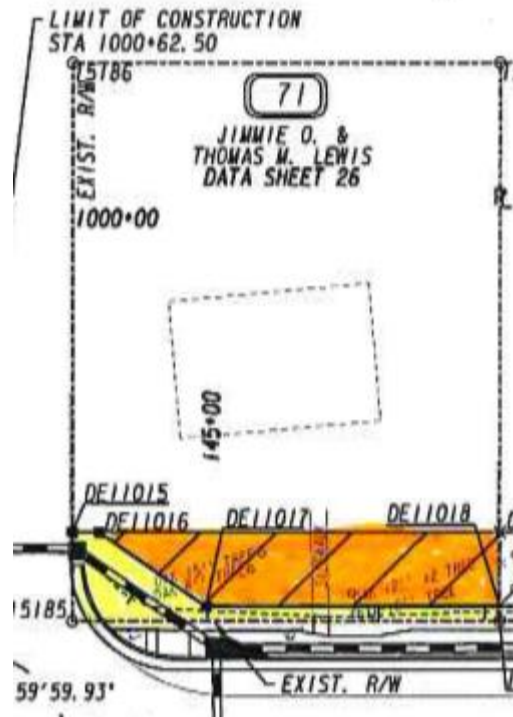 LIMIT OF CONSTRUCTION
STA 1000+62.50
15186
71
JIMMIE O. &
THOMAS M. LEWIS
DATA SHEET 26
EXIST. R/W
1000+00
145+00
DE11015
DE11016
DE11017
DE11018
15185
EXIST. R/W
59'59.93"